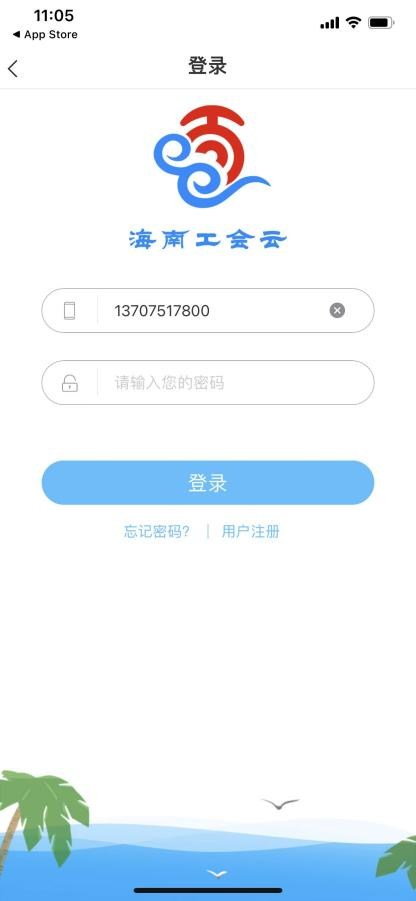 11:05
◀ App Store
登录
海南工会云
13707517800
请输入您的密码
登录
忘记密码? | 用户注册